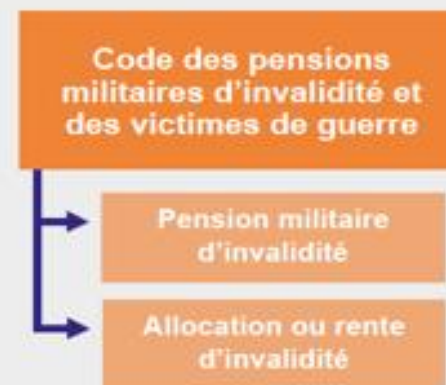 Code des pensions
militaires d'invalidité et
des victimes de guerre
Pension militaire
d'invalidité
Allocation ou rente
d'invalidité